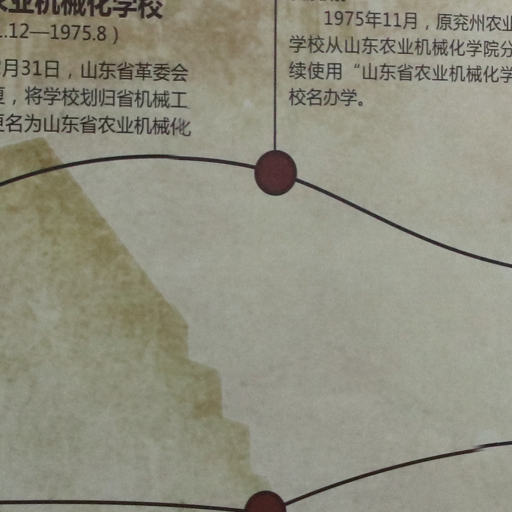 农业机械化学校
1.12—1975.8）
月31日，山东省革委会
，将学校划归省机械工
更名为山东省农业机械化
1975年11月，原兖州农业
学校从山东农业机械化学院分
续使用“山东省农业机械化学
校名办学。